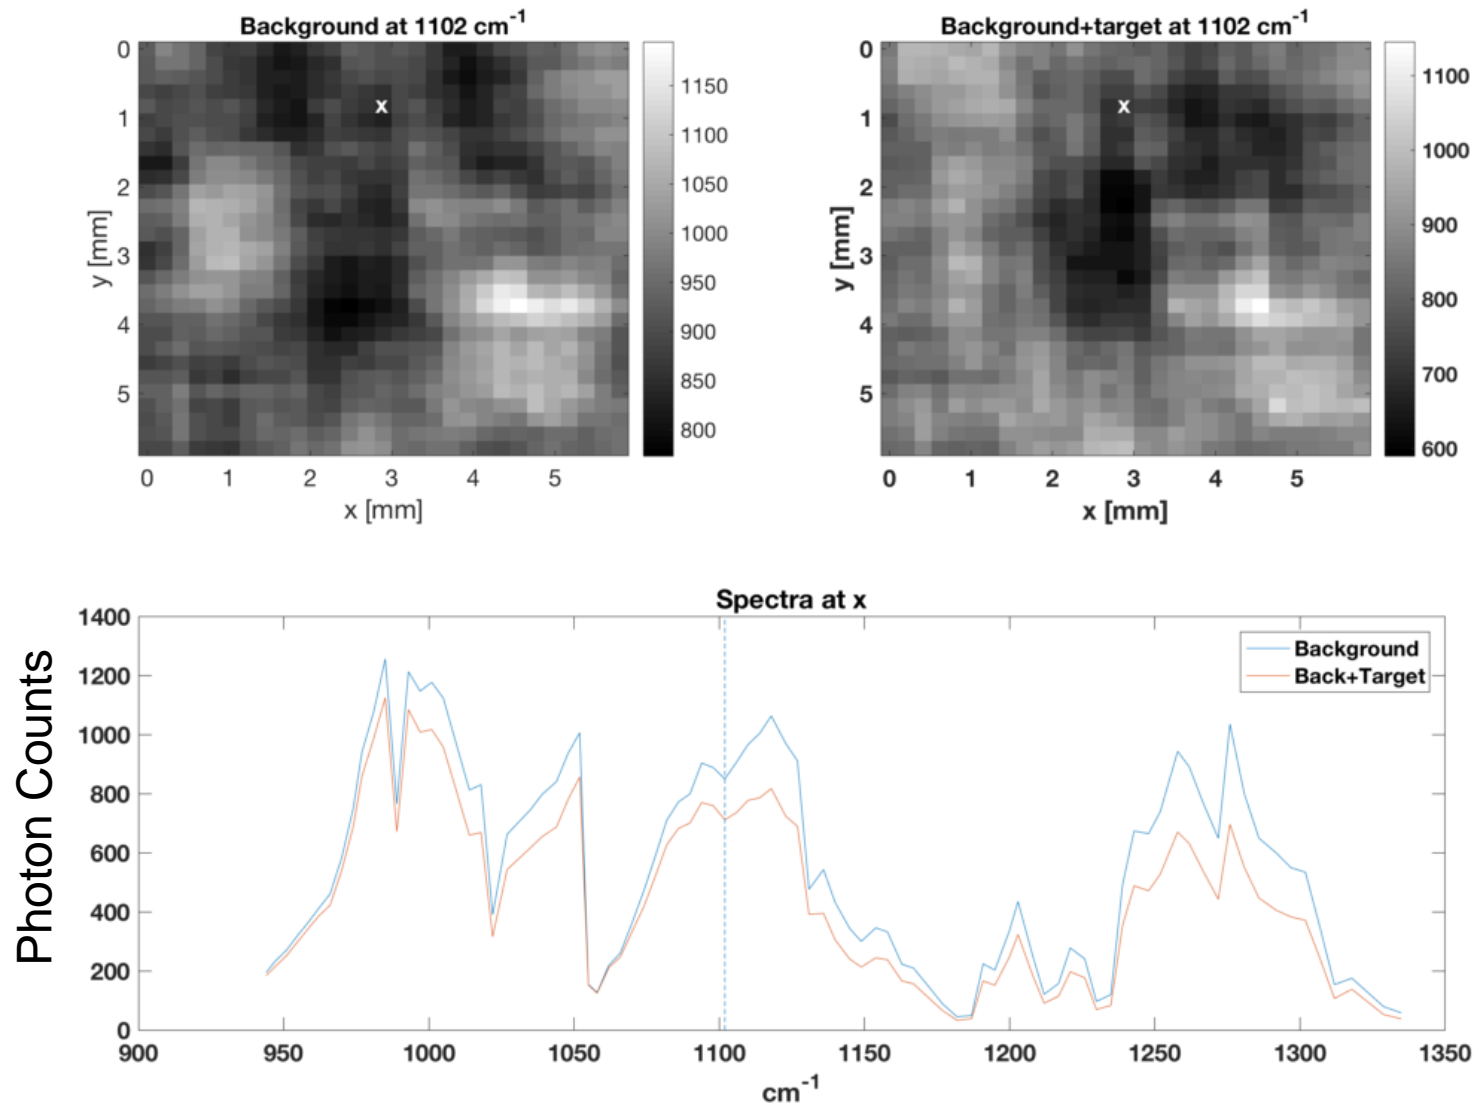 Background at 1102 cm⁻¹
0
1
2
3
4
5
y [mm]
0 1 2 3 4 5
x [mm]
1150
1100
1050
1000
950
900
850
800
x
Background+target at 1102 cm⁻¹
0
1
2
3
4
5
y [mm]
0 1 2 3 4 5
x [mm]
1100
1000
900
800
700
600
x
Spectra at x
1400
1200
1000
800
600
400
200
0
Photon Counts
900 950 1000 1050 1100 1150 1200 1250 1300 1350
cm⁻¹
Background
Back+Target